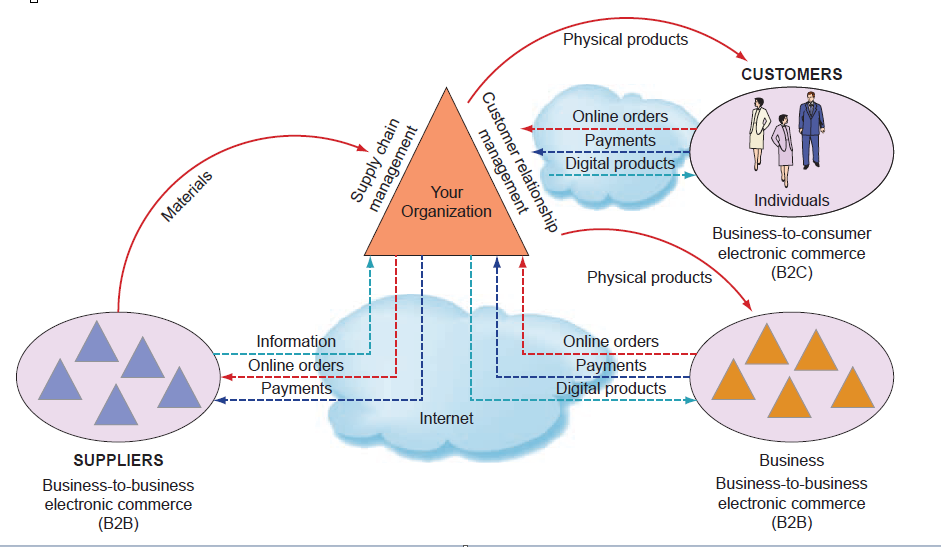 Physical products
CUSTOMERS
Online orders
Payments
Digital products
Individuals
Business-to-consumer
electronic commerce
(B2C)
Supply chain
management
Customer relationship
management
Your
Organization
Materials
Physical products
Information
Online orders
Payments
Internet
Online orders
Payments
Digital products
SUPPLIERS
Business-to-business
electronic commerce
(B2B)
Business
Business-to-business
electronic commerce
(B2B)